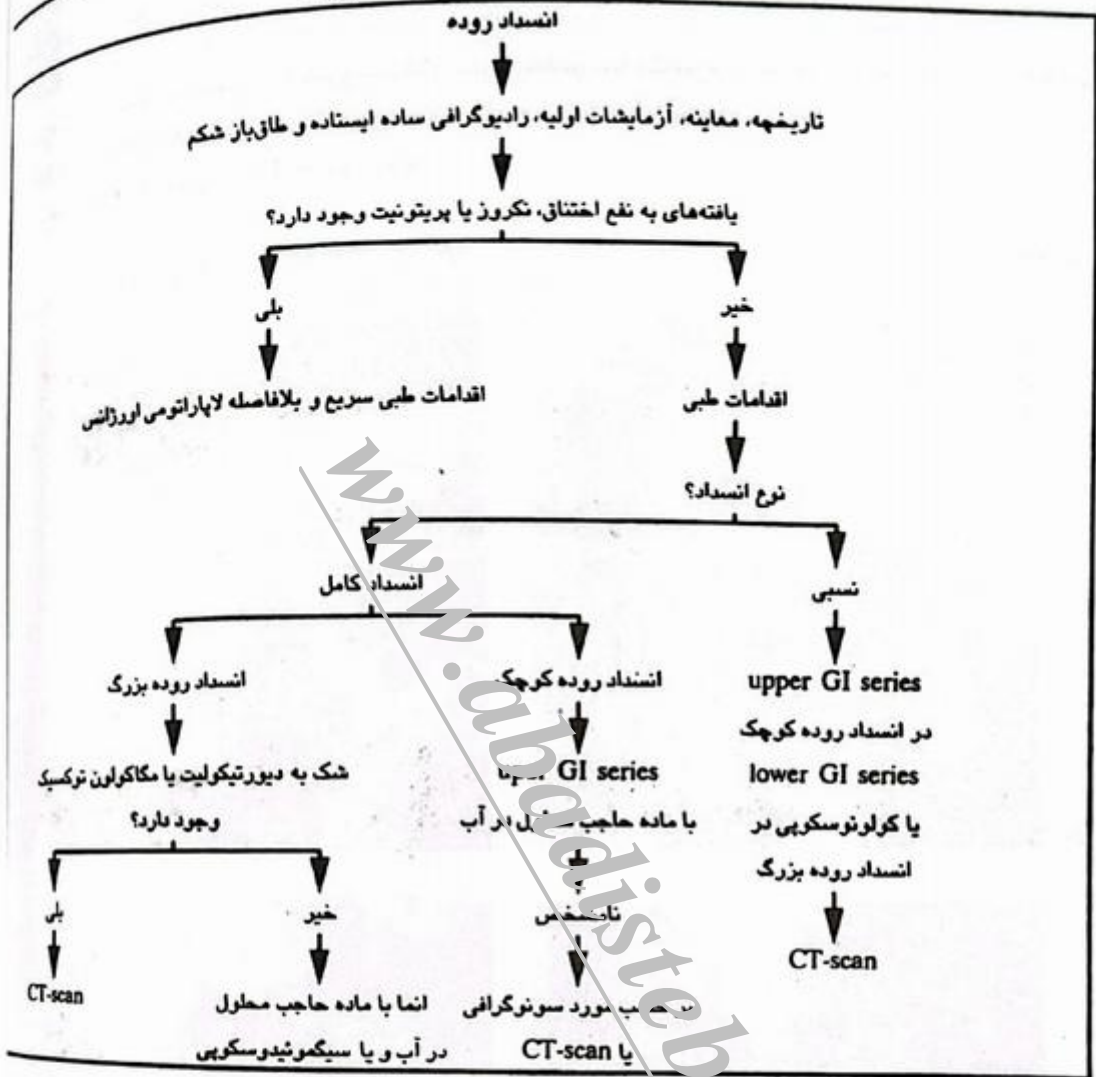 انسداد روده
تاریخچه، معاینه، آزمایشات اولیه، رادیوگرافی ساده ایستاده و طاق‌باز شکم
یافته‌های به نفع اختناق، نکروز یا پریتونیت وجود دارد؟
خیر
بلی
اقدامات طبی
اقدامات طبی سریع و بلافاصله لاپاراتومی اورژانس
نوع انسداد؟
نسبی
انسداد کامل
upper GI series
در انسداد روده کوچک
lower GI series
یا کولونوسکوپی در
انسداد روده بزرگ
CT-scan
انسداد روده کوچک
GI series
با ماده حاجب در آب
مورد سونوگرافی
یا CT-scan
انسداد روده بزرگ
شک به دیورتیکولیت یا مگاکولون توکسیک
وجود دارد؟
خیر
انما با ماده حاجب محلول
در آب و یا سیگموئیدوسکوپی
بلی
CT-scan
www.abadisteb